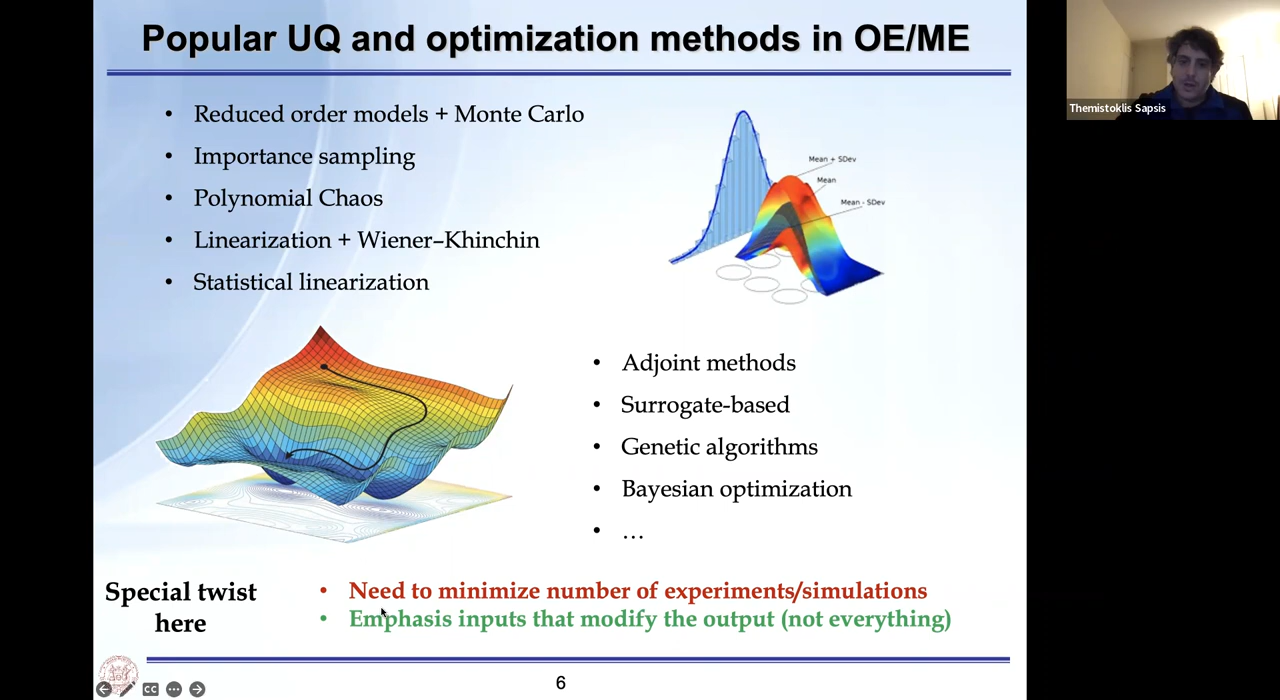 Popular UQ and optimization methods in OE/ME
• Reduced order models + Monte Carlo
• Importance sampling
• Polynomial Chaos
• Linearization + Wiener–Khinchin
• Statistical linearization
Mean + SDev
Mean
Mean - SDev
• Adjoint methods
• Surrogate-based
• Genetic algorithms
• Bayesian optimization
• …
Special twist
here
• Need to minimize number of experiments/simulations
• Emphasis inputs that modify the output (not everything)
6
CC
Themistoklis Sapsis